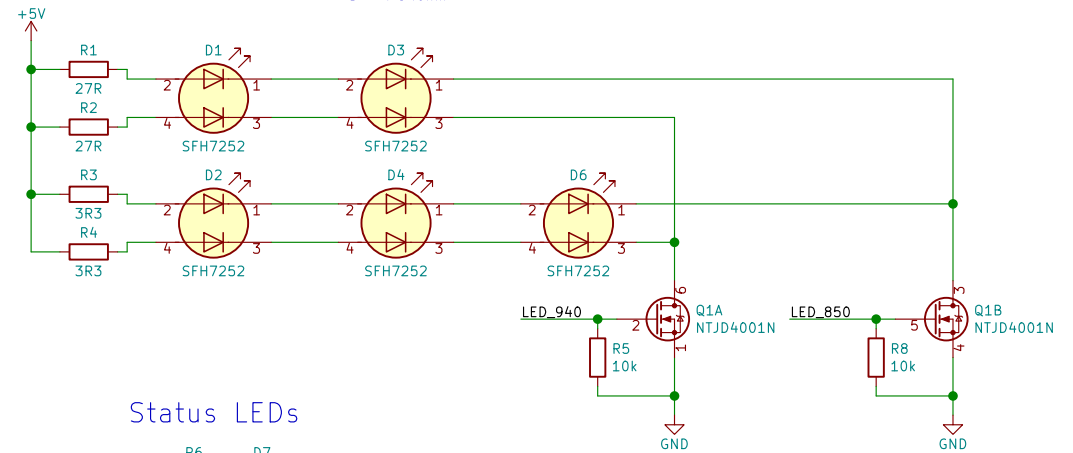 +5V
R1
27R
R2
27R
R3
3R3
R4
3R3
D1
2 1
4 3
SFH7252
D3
2 1
4 3
SFH7252
D2
2 1
4 3
SFH7252
D4
2 1
4 3
SFH7252
D6
2 1
4 3
SFH7252
LED_940
2
6
1
Q1A
NTJD4001N
R5
10k
GND
LED_850
5
3
4
Q1B
NTJD4001N
R8
10k
GND
Status LEDs
R6 D7